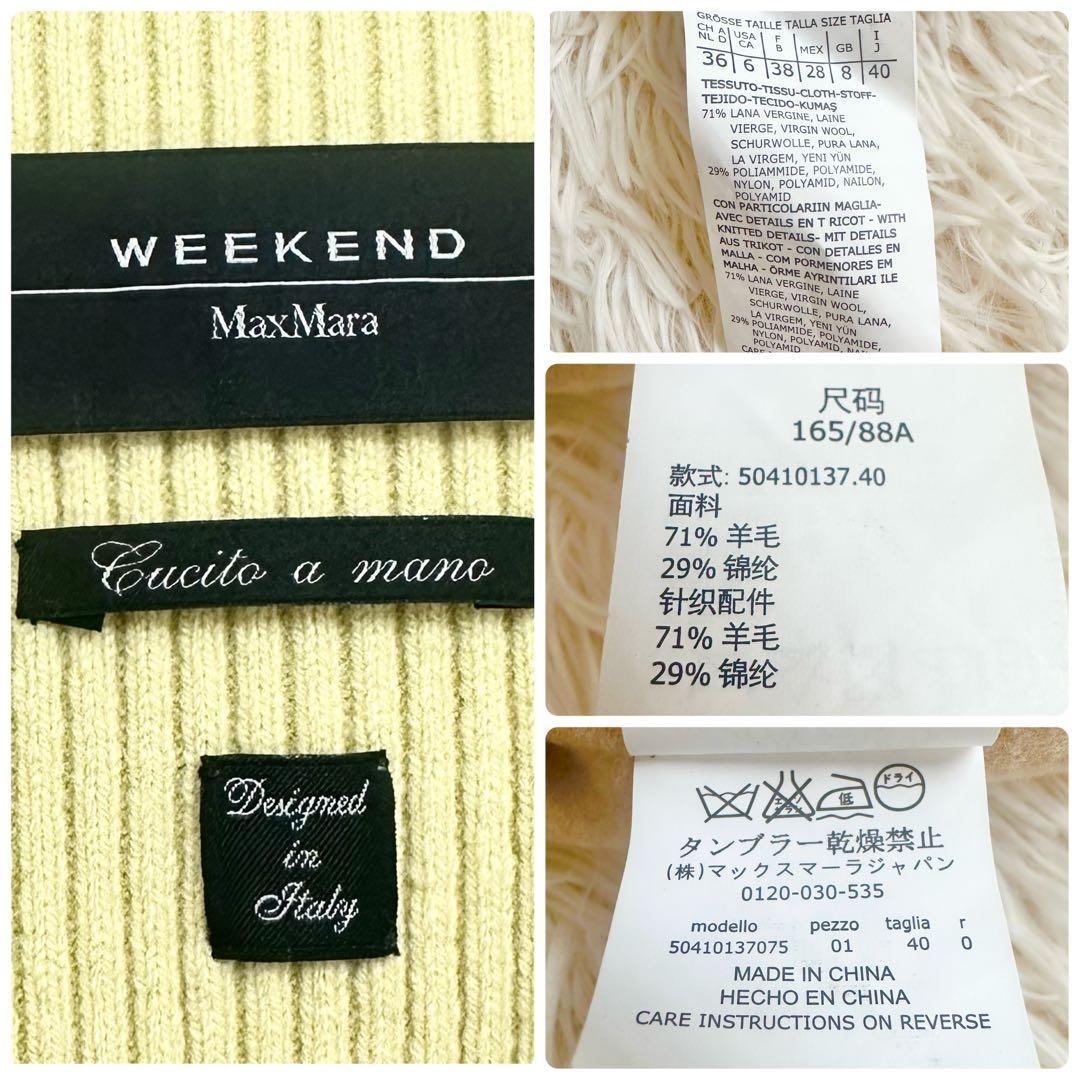 WEEKEND
MaxMara
Cucito a mano
Designed
in
Italy
GRÖSSE TAILLE TALLA SIZE TAGLIA
CH A NL D USA CA F B MEX GB I J
36 6 38 28 8 40
TESSUTO-TISSU-CLOTH-STOFF-
TEJIDO-TECIDO-KUMAŞ
71% LANA VERGINE, LAINE
VIERGE, VIRGIN WOOL,
SCHURWOLLE, PURA LANA,
LA VIRGEM, YENI YÜN
29% POLIAMMIDE, POLYAMIDE,
NYLON, POLYAMID, NAILON,
POLYAMID
CON PARTICOLARIIN MAGLIA-
AVEC DETAILS EN T RICOT - WITH
KNITTED DETAILS- MIT DETAILS
AUS TRIKOT - CON DETALLES EN
MALLA - COM PORMENORES EM
MALHA - ÖRME AYRINTILARI ILE
71% LANA VERGINE, LAINE
VIERGE, VIRGIN WOOL,
SCHURWOLLE, PURA LANA,
LA VIRGEM, YENI YÜN
29% POLIAMMIDE, POLYAMIDE,
NYLON, POLYAMID,
POLYAMID
尺码
165/88A
款式: 50410137.40
面料
71% 羊毛
29% 锦纶
针织配件
71% 羊毛
29% 锦纶
低 ドライ
タンブラー乾燥禁止
(株)マックスマーラジャパン
0120-030-535
modello pezzo taglia r
50410137075 01 40 0
MADE IN CHINA
HECHO EN CHINA
CARE INSTRUCTIONS ON REVERSE